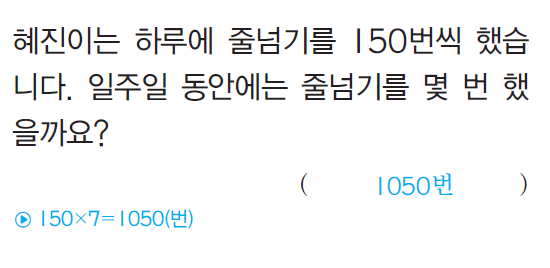 혜진이는 하루에 줄넘기를 150번씩 했습
니다. 일주일 동안에는 줄넘기를 몇 번 했
을까요?
( 1050번 )
150×7=1050(번)